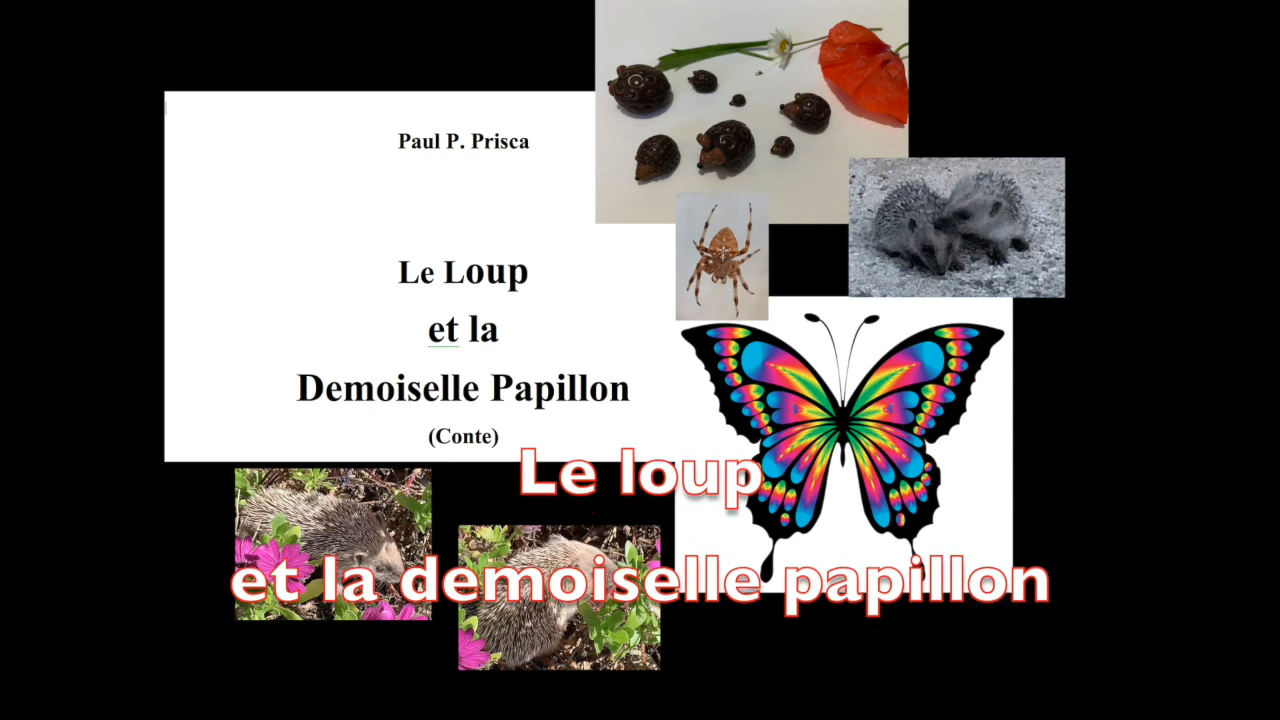 Paul P. Prisca
Le Loup
et la
Demoiselle Papillon
(Conte)
Le loup
et la demoiselle papillon